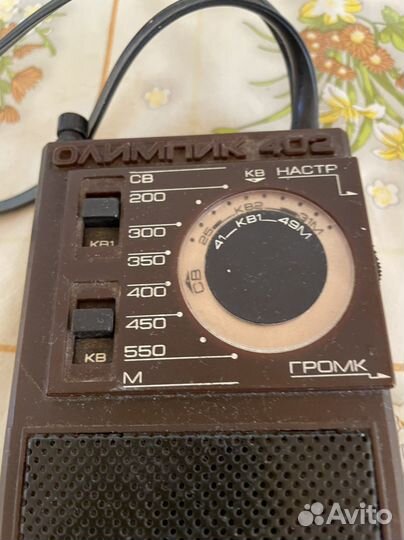 ОЛИМПИК 402
СВ
КВ
НАСТР
200
300
350
400
450
550
М
КВ1
КВ
25 КВ2 31М
41 КВ1 49М
СВ
ГРОМК
Avito